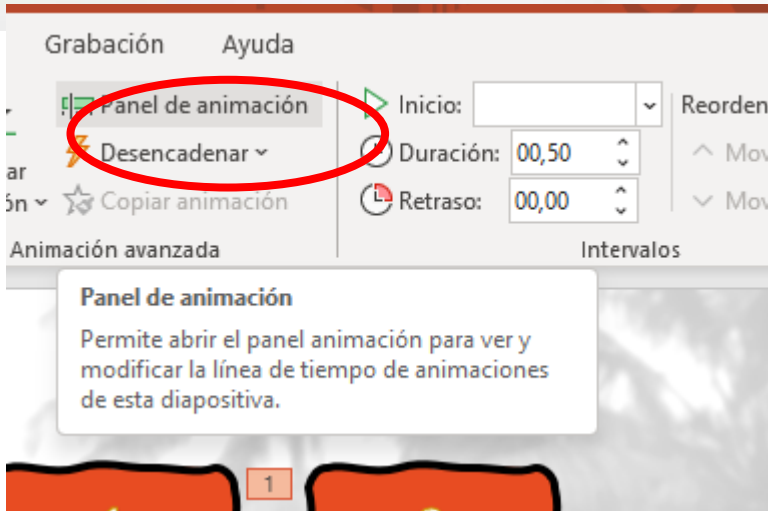 Grabación Ayuda
Panel de animación
Desencadenar
Copiar animación
ar
ón
Animación avanzada
Inicio:
Duración: 00,50
Retraso: 00,00
Intervalos
Reorden
Mov
Mov
Panel de animación
Permite abrir el panel animación para ver y
modificar la línea de tiempo de animaciones
de esta diapositiva.
1